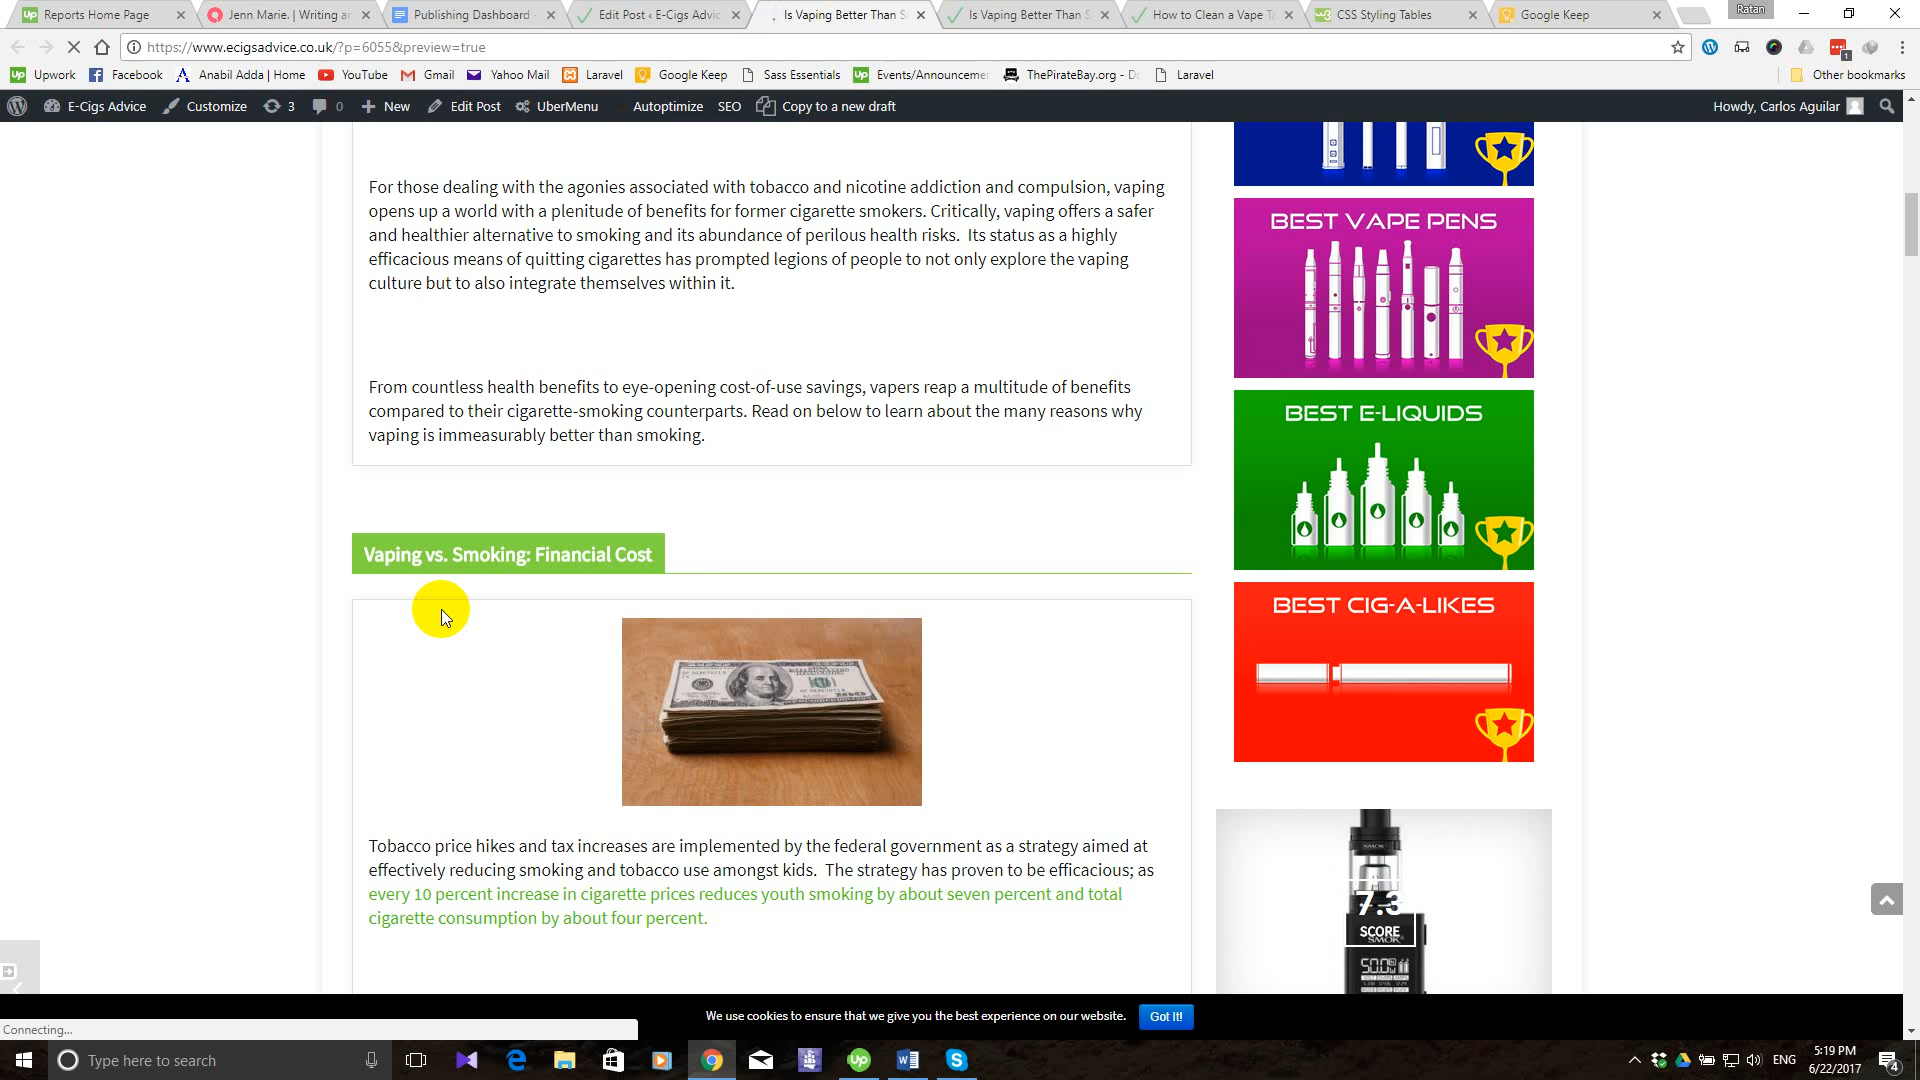 Reports Home Page
Jenn Marie. | Writing a
Publishing Dashboard
Edit Post ‹ E-Cigs Advic
Is Vaping Better Than S
Is Vaping Better Than S
How to Clean a Vape Ta
CSS Styling Tables
Google Keep
Ratan
https://www.ecigsadvice.co.uk/?p=6055&preview=true
Upwork
Facebook
Anabil Adda | Home
YouTube
Gmail
Yahoo Mail
Laravel
Google Keep
Sass Essentials
Events/Announceme
ThePirateBay.org - D
Laravel
Other bookmarks
E-Cigs Advice
Customize
3
0
New
Edit Post
UberMenu
Autoptimize
SEO
Copy to a new draft
Howdy, Carlos Aguilar
For those dealing with the agonies associated with tobacco and nicotine addiction and compulsion, vaping
opens up a world with a plenitude of benefits for former cigarette smokers. Critically, vaping offers a safer
and healthier alternative to smoking and its abundance of perilous health risks.  Its status as a highly
efficacious means of quitting cigarettes has prompted legions of people to not only explore the vaping
culture but to also integrate themselves within it.
From countless health benefits to eye-opening cost-of-use savings, vapers reap a multitude of benefits
compared to their cigarette-smoking counterparts. Read on below to learn about the many reasons why
vaping is immeasurably better than smoking.
Vaping vs. Smoking: Financial Cost
Tobacco price hikes and tax increases are implemented by the federal government as a strategy aimed at
effectively reducing smoking and tobacco use amongst kids.  The strategy has proven to be efficacious; as
every 10 percent increase in cigarette prices reduces youth smoking by about seven percent and total
cigarette consumption by about four percent.
BEST VAPE PENS
BEST E-LIQUIDS
BEST CIG-A-LIKES
7.3
SCORE
SMOK
50.0w
We use cookies to ensure that we give you the best experience on our website.
Got It!
Connecting...
Type here to search
ENG
5:19 PM
6/22/2017
4